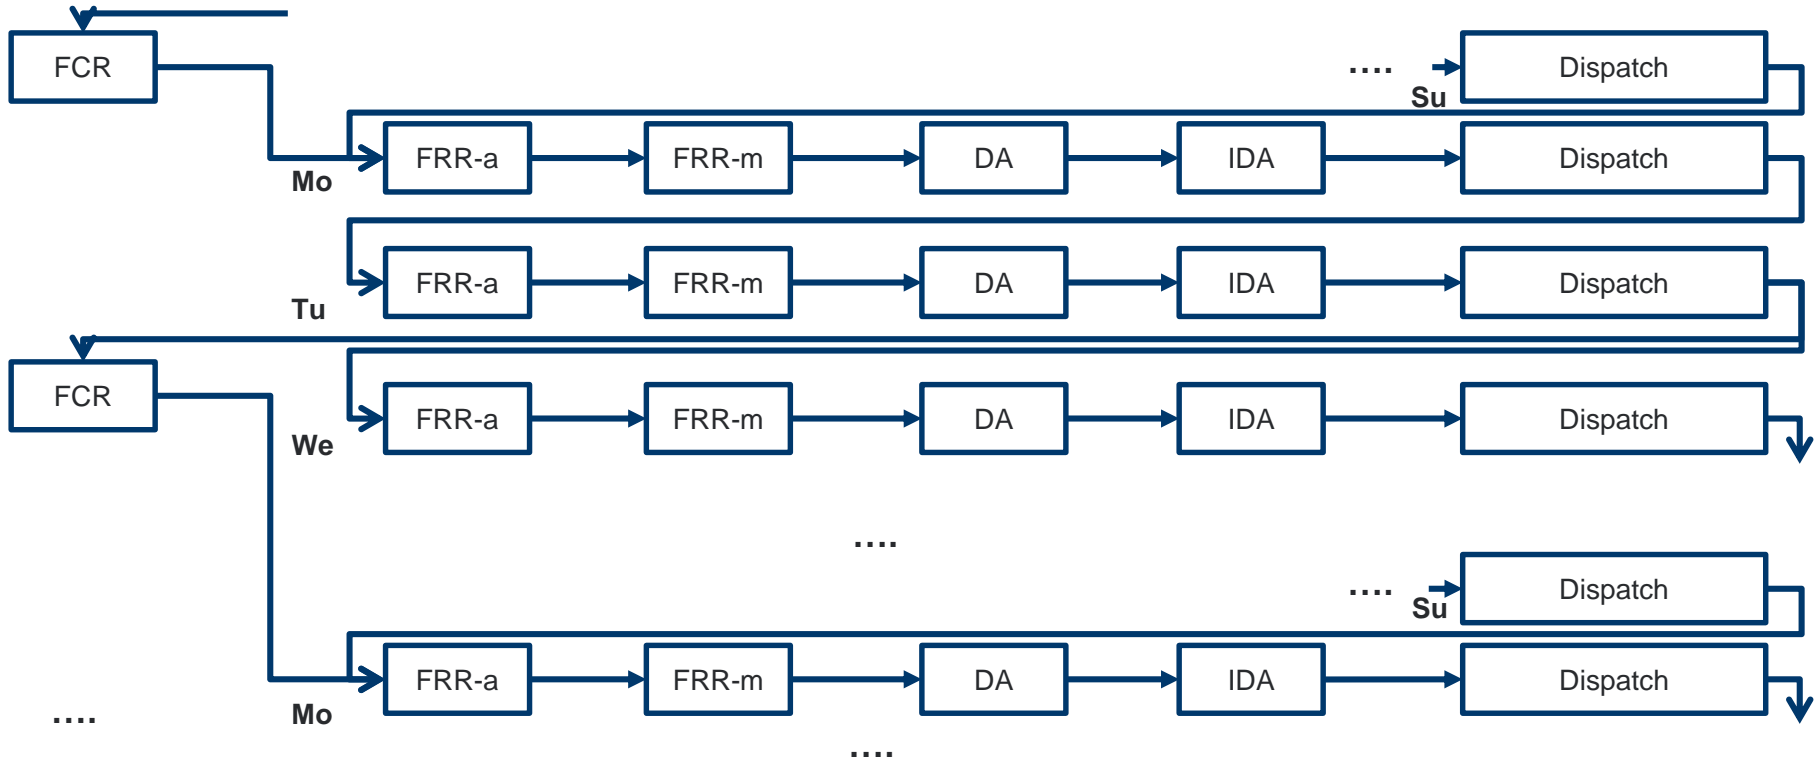 FCR
.... Dispatch
Su
FRR-a FRR-m DA IDA Dispatch
Mo
FRR-a FRR-m DA IDA Dispatch
Tu
FCR
FRR-a FRR-m DA IDA Dispatch
We
....
.... Dispatch
Su
FRR-a FRR-m DA IDA Dispatch
Mo
....
....